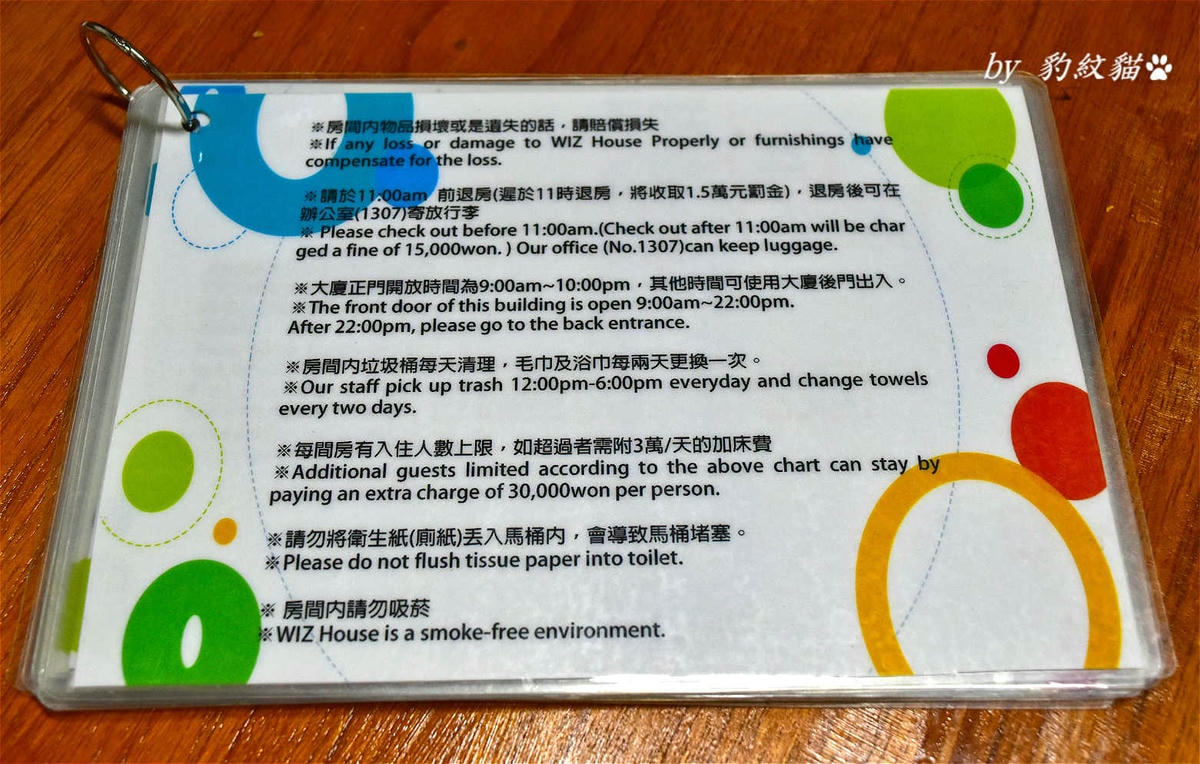 by 豹紋貓
※房間内物品損壞或是遺失的話，請賠償損失
※If any loss or damage to WIZ House Properly or furnishings have
compensate for the loss.
※請於11:00am 前退房(遲於11時退房，將收取1.5萬元罰金)，退房後可在
辦公室(1307)寄放行李
※ Please check out before 11:00am.(Check out after 11:00am will be char
ged a fine of 15,000won. ) Our office (No.1307)can keep luggage.
※大廈正門開放時間為9:00am~10:00pm，其他時間可使用大廈後門出入。
※The front door of this building is open 9:00am~22:00pm.
After 22:00pm, please go to the back entrance.
※房間内垃圾桶每天清理，毛巾及浴巾每兩天更換一次。
※Our staff pick up trash 12:00pm-6:00pm everyday and change towels
every two days.
※每間房有入住人數上限，如超過者需附3萬/天的加床費
※Additional guests limited according to the above chart can stay by
paying an extra charge of 30,000won per person.
※請勿將衛生紙(廁紙)丟入馬桶内，會導致馬桶堵塞。
※Please do not flush tissue paper into toilet.
※ 房間内請勿吸菸
※WIZ House is a smoke-free environment.